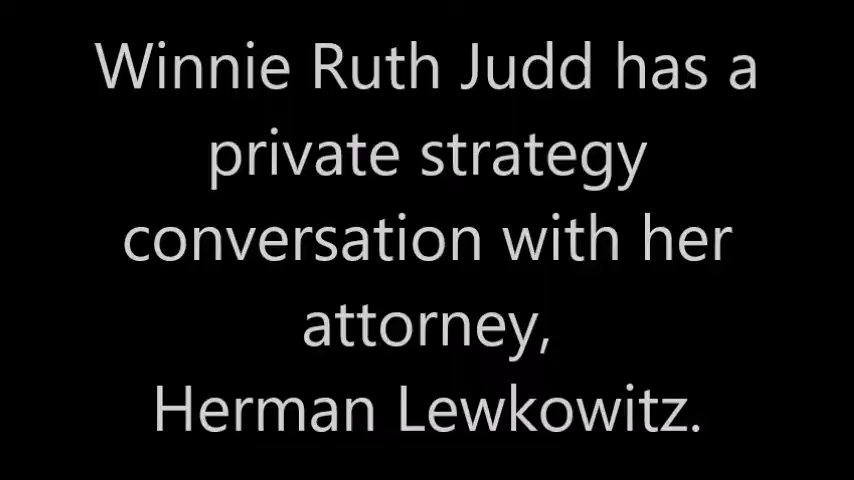 Winnie Ruth Judd has a
private strategy
conversation with her
attorney,
Herman Lewkowitz.